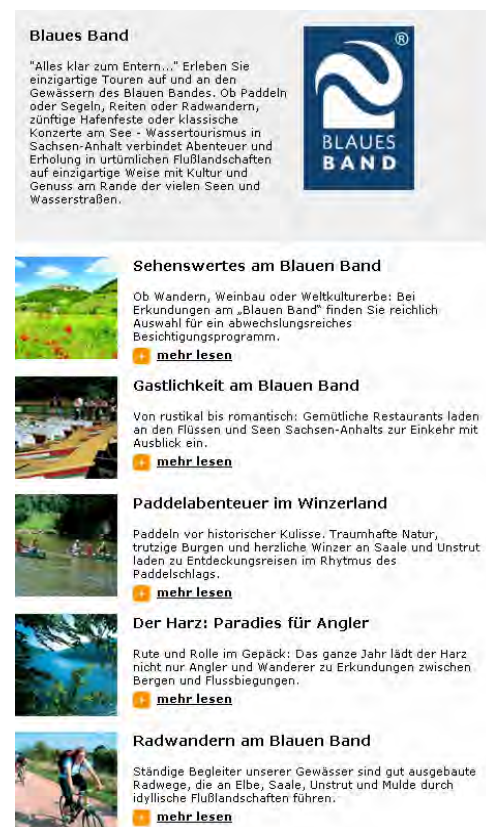 Blaues Band
"Alles klar zum Entern..." Erleben Sie
einzigartige Touren auf und an den
Gewässern des Blauen Bandes. Ob Paddeln
oder Segeln, Reiten oder Radwandern,
zünftige Hafenfeste oder klassische
Konzerte am See - Wassertourismus in
Sachsen-Anhalt verbindet Abenteuer und
Erholung in urtümlichen Flußlandschaften
auf einzigartige Weise mit Kultur und
Genuss am Rande der vielen Seen und
Wasserstraßen.
®
BLAUES
BAND
Sehenswertes am Blauen Band
Ob Wandern, Weinbau oder Weltkulturerbe: Bei
Erkundungen am „Blauen Band" finden Sie reichlich
Auswahl für ein abwechslungsreiches
Besichtigungsprogramm.
+ mehr lesen
Gastlichkeit am Blauen Band
Von rustikal bis romantisch: Gemütliche Restaurants laden
an den Flüssen und Seen Sachsen-Anhalts zur Einkehr mit
Ausblick ein.
+ mehr lesen
Paddelabenteuer im Winzerland
Paddeln vor historischer Kulisse. Traumhafte Natur,
trutzige Burgen und herzliche Winzer an Saale und Unstrut
laden zu Entdeckungsreisen im Rhytmus des
Paddelschlags.
+ mehr lesen
Der Harz: Paradies für Angler
Rute und Rolle im Gepäck: Das ganze Jahr lädt der Harz
nicht nur Angler und Wanderer zu Erkundungen zwischen
Bergen und Flussbiegungen.
+ mehr lesen
Radwandern am Blauen Band
Ständige Begleiter unserer Gewässer sind gut ausgebaute
Radwege, die an Elbe, Saale, Unstrut und Mulde durch
idyllische Flußlandschaften führen.
+ mehr lesen